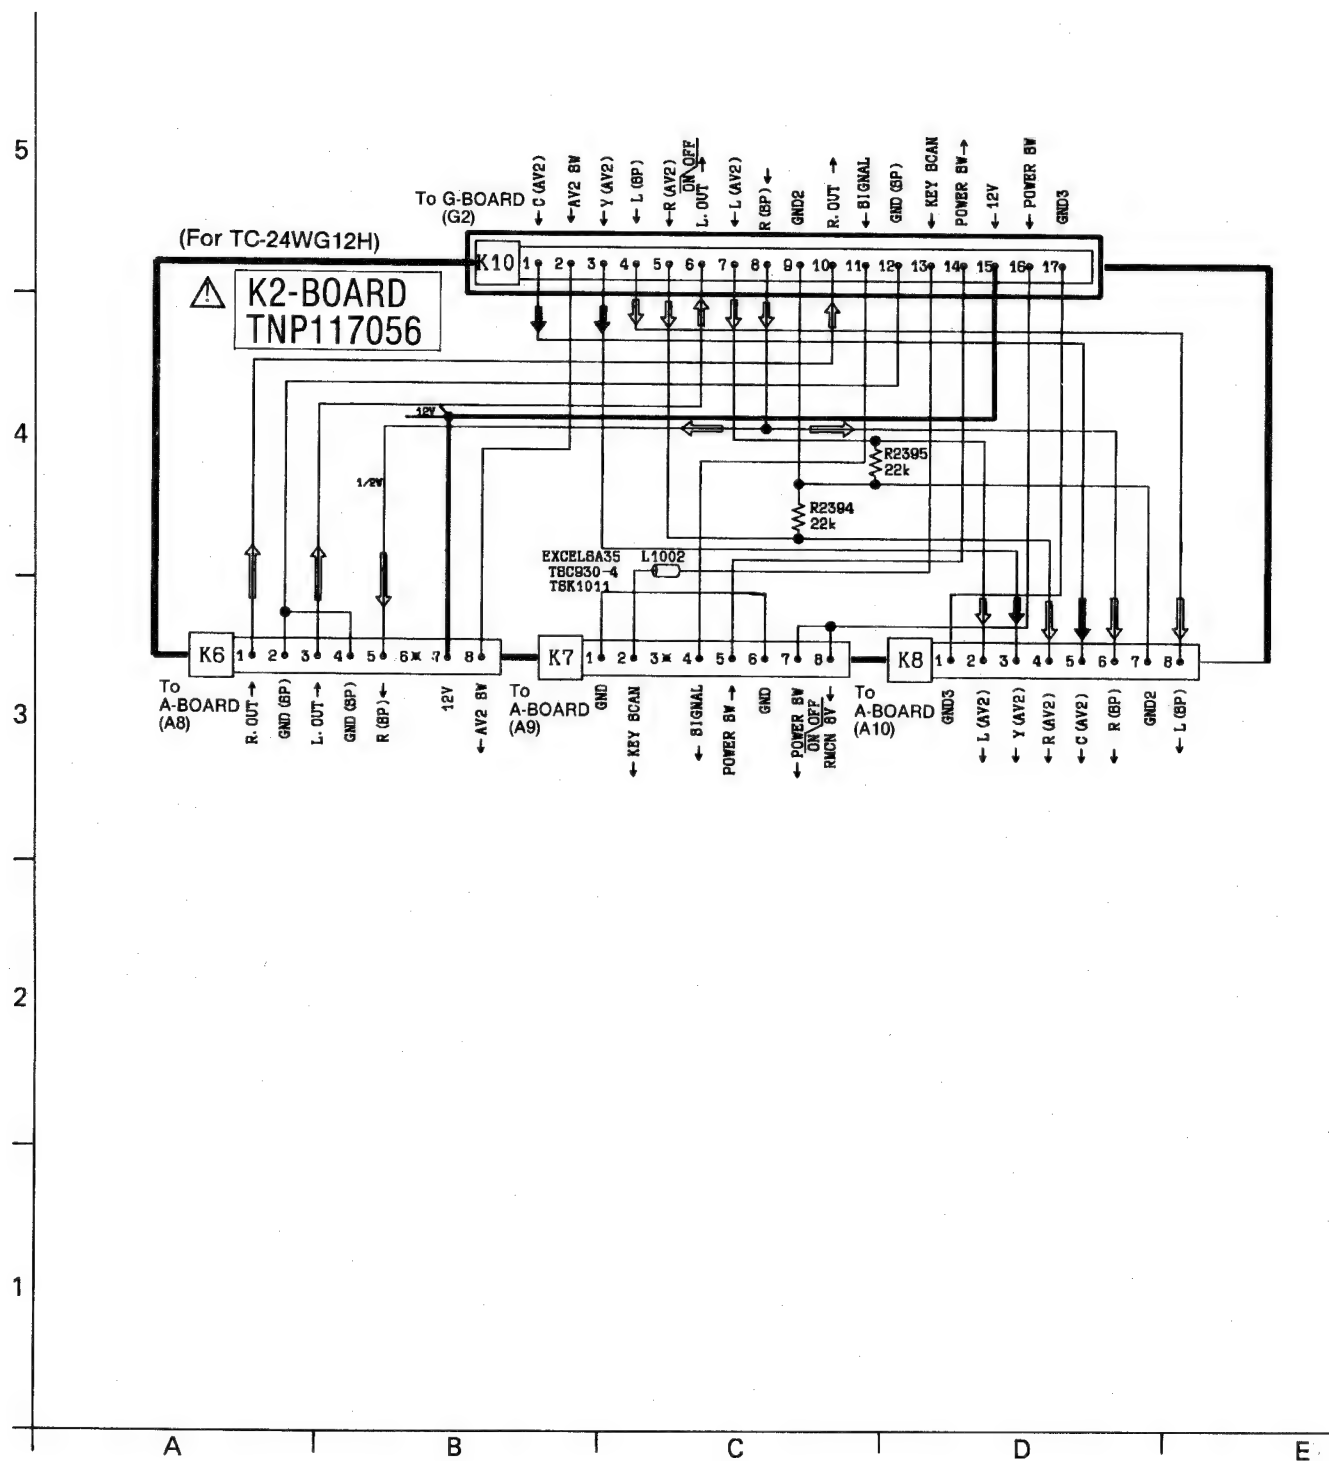 5
← C (AV2)
← AV2 SW
← Y (AV2)
← L (SP)
← R (AV2)
ON/OFF
L. OUT →
← L (AV2)
R (SP) ←
GND2
R. OUT →
← SIGNAL
GND (SP)
← KEY SCAN
POWER SW →
← 12V
← POWER SW
GND3
To G-BOARD
(G2)
(For TC-24WG12H)
K10 1 2 3 4 5 6 7 8 9 10 11 12 13 14 15 16 17
⚠ K2-BOARD
TNP117056
12V
4
R2395
22k
1/2W
R2394
22k
EXCELSA35 L1002
TSC930-4
TSK1011
K6 1 2 3 4 5 6* 7 8
K7 1 2 3* 4 5 6 7 8
K8 1 2 3 4 5 6 7 8
To
A-BOARD
(A8)
R. OUT →
GND (SP)
L. OUT →
GND (SP)
R (SP) ←
12V
← AV2 SW
To
A-BOARD
(A9)
GND
← KEY SCAN
← SIGNAL
POWER SW →
GND
← POWER SW
ON/OFF
RMCN 8V ←
To
A-BOARD
(A10)
GND3
← L (AV2)
← Y (AV2)
← R (AV2)
← C (AV2)
← R (SP)
GND2
← L (SP)
3
2
1
A B C D E